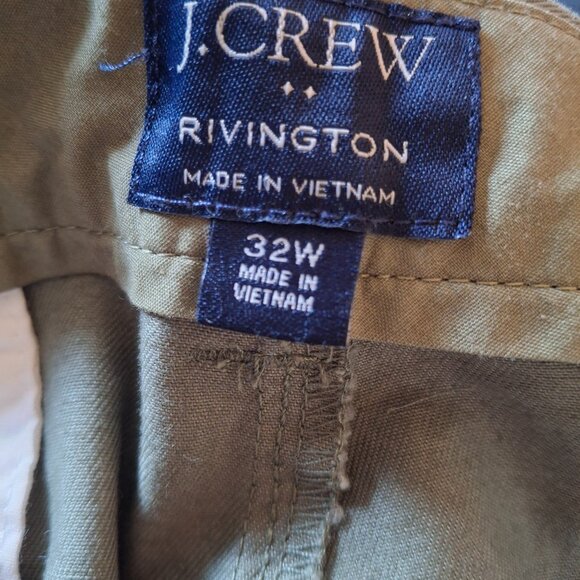 J.CREW
RIVINGTON
MADE IN VIETNAM
32W
MADE IN
VIETNAM